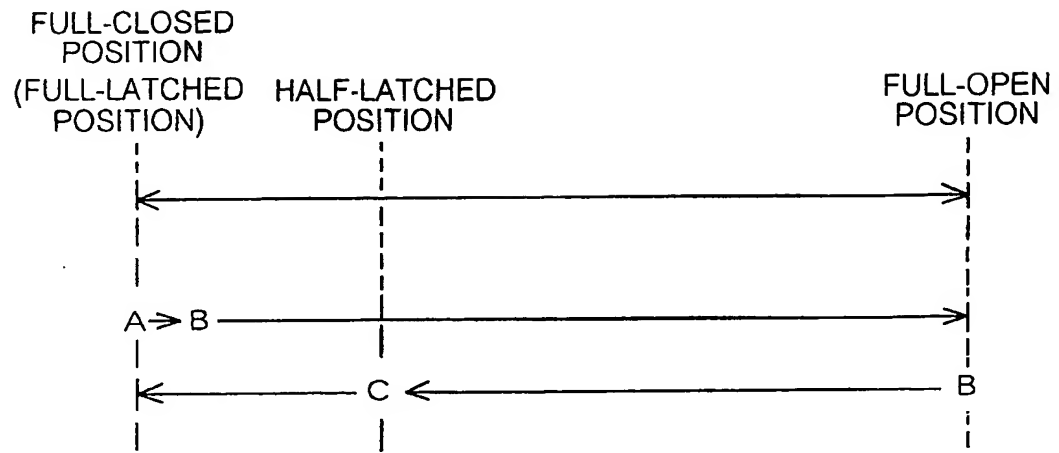 FULL-CLOSED
POSITION
(FULL-LATCHED
POSITION)
HALF-LATCHED
POSITION
FULL-OPEN
POSITION
A B
C B